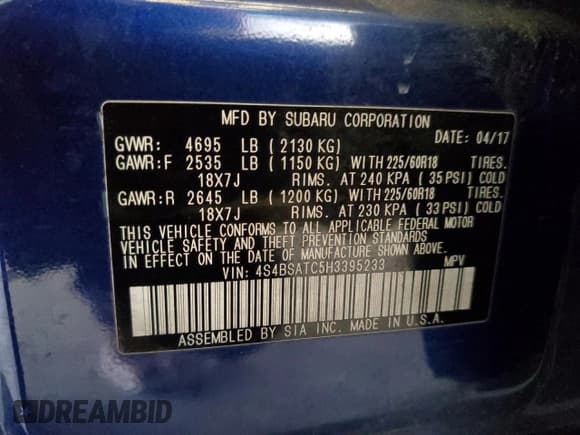 MFD BY SUBARU CORPORATION
GVWR: 4695 LB (2130 KG) DATE: 04/17
GAWR:F 2535 LB (1150 KG) WITH 225/60R18 TIRES.
18X7J RIMS. AT 240 KPA (35 PSI) COLD
GAWR:R 2645 LB (1200 KG) WITH 225/60R18 TIRES.
18X7J RIMS. AT 230 KPA (33 PSI) COLD
THIS VEHICLE CONFORMS TO ALL APPLICABLE FEDERAL MOTOR
VEHICLE SAFETY AND THEFT PREVENTION STANDARDS
IN EFFECT ON THE DATE OF MANUFACTURE SHOWN ABOVE.
VIN: 4S4BSATC5H3395233 MPV
ASSEMBLED BY SIA INC. MADE IN U.S.A.
DREAMBID